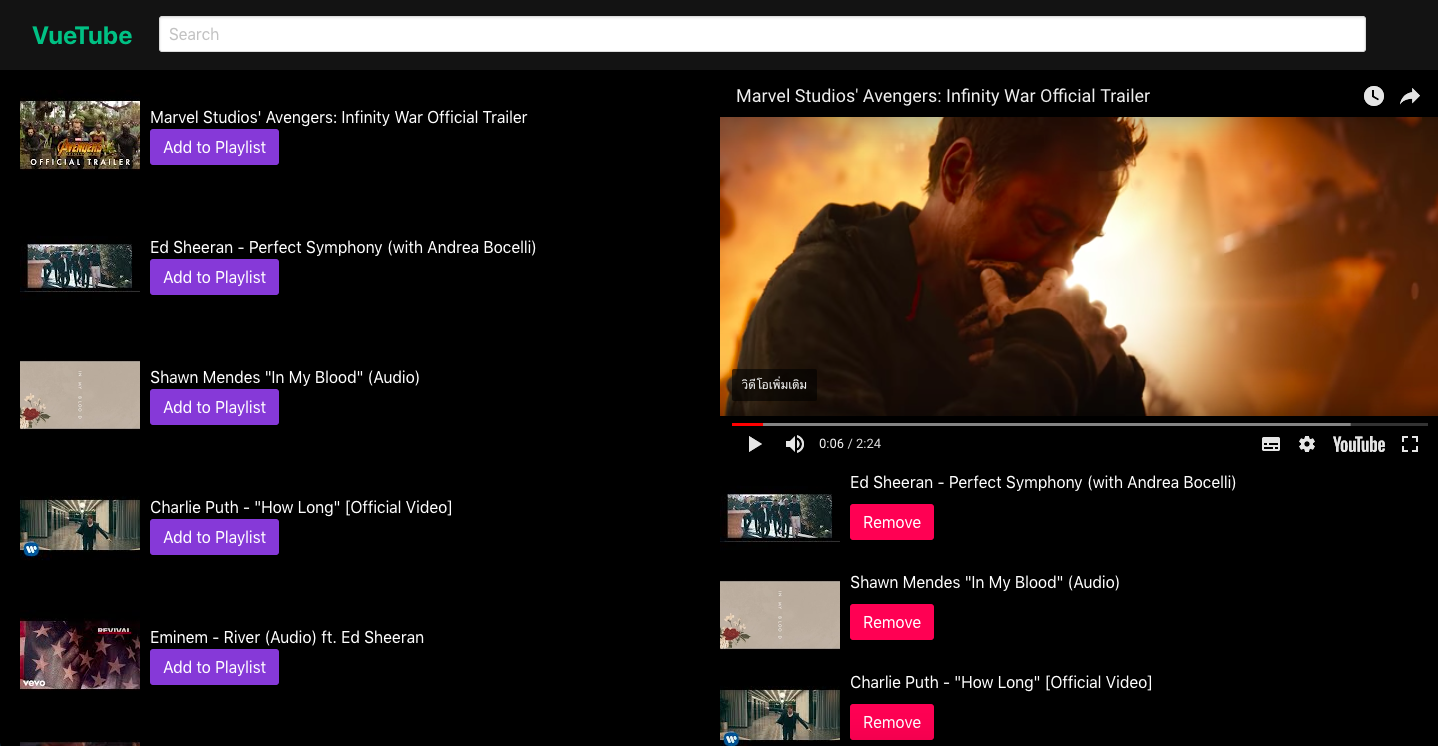 VueTube
Search
AVENGERS
OFFICIAL TRAILER
Marvel Studios' Avengers: Infinity War Official Trailer
Add to Playlist
Ed Sheeran - Perfect Symphony (with Andrea Bocelli)
Add to Playlist
Shawn Mendes "In My Blood" (Audio)
Add to Playlist
Charlie Puth - "How Long" [Official Video]
Add to Playlist
REVIVAL
vevo
Eminem - River (Audio) ft. Ed Sheeran
Add to Playlist
Marvel Studios' Avengers: Infinity War Official Trailer
วิดีโอเพิ่มเติม
0:06 / 2:24
YouTube
Ed Sheeran - Perfect Symphony (with Andrea Bocelli)
Remove
Shawn Mendes "In My Blood" (Audio)
Remove
Charlie Puth - "How Long" [Official Video]
Remove